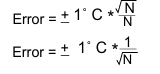 Error = ± 1° C * √N / N
Error = ± 1° C * 1 / √N